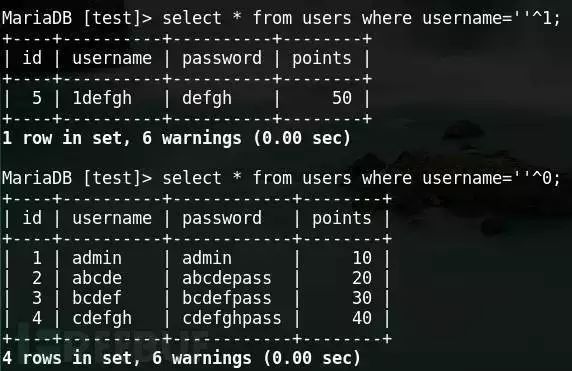 MariaDB [test]> select * from users where username=''^1;
+----+----------+----------+--------+
| id | username | password | points |
+----+----------+----------+--------+
| 5 | 1defgh | defgh | 50 |
+----+----------+----------+--------+
1 row in set, 6 warnings (0.00 sec)
MariaDB [test]> select * from users where username=''^0;
+----+----------+------------+--------+
| id | username | password | points |
+----+----------+------------+--------+
| 1 | admin | admin | 10 |
| 2 | abcde | abcdepass | 20 |
| 3 | bcdef | bcdefpass | 30 |
| 4 | cdefgh | cdefghpass | 40 |
+----+----------+------------+--------+
4 rows in set, 6 warnings (0.00 sec)